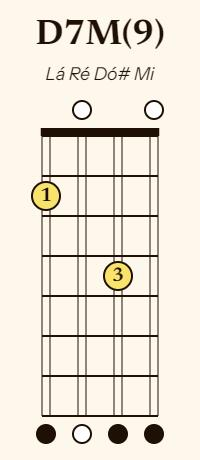 D7M(9)
Lá Ré Dó# Mi
1
3